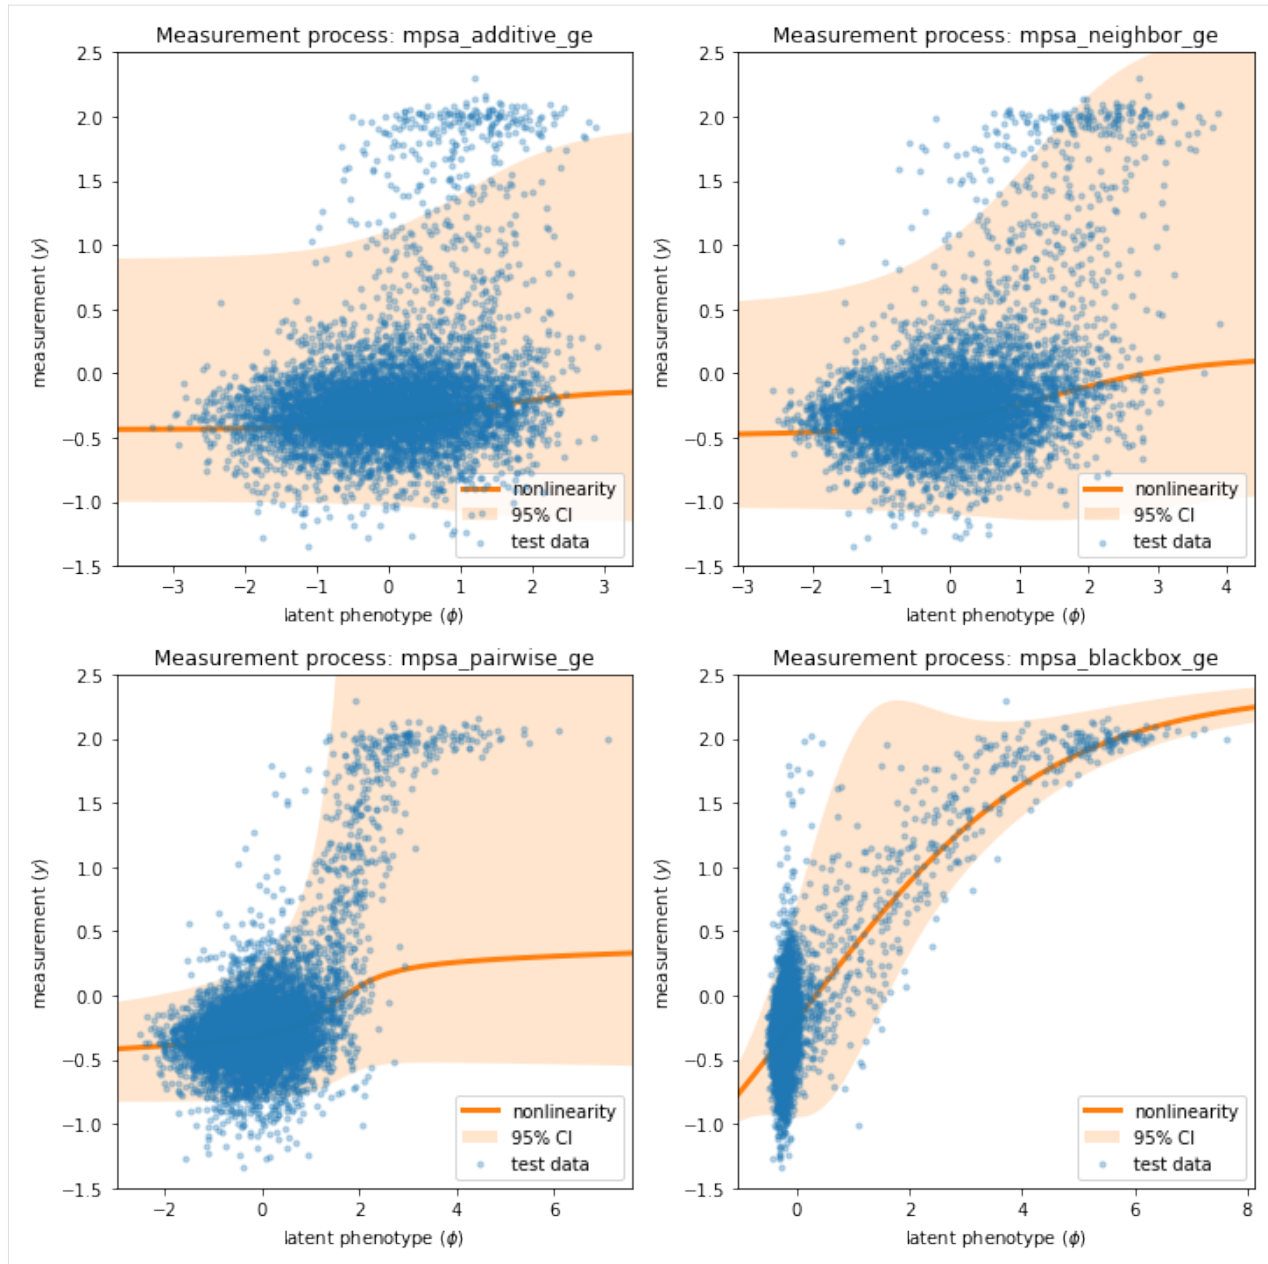 Measurement process: mpsa_additive_ge
2.5
2.0
1.5
1.0
0.5
0.0
−0.5
−1.0
−1.5
measurement (y)
nonlinearity
95% CI
test data
−3
−2
−1
0
1
2
3
latent phenotype (ϕ)
Measurement process: mpsa_neighbor_ge
2.5
2.0
1.5
1.0
0.5
0.0
−0.5
−1.0
−1.5
measurement (y)
nonlinearity
95% CI
test data
−3
−2
−1
0
1
2
3
4
latent phenotype (ϕ)
Measurement process: mpsa_pairwise_ge
2.5
2.0
1.5
1.0
0.5
0.0
−0.5
−1.0
−1.5
measurement (y)
nonlinearity
95% CI
test data
−2
0
2
4
6
latent phenotype (ϕ)
Measurement process: mpsa_blackbox_ge
2.5
2.0
1.5
1.0
0.5
0.0
−0.5
−1.0
−1.5
measurement (y)
nonlinearity
95% CI
test data
0
2
4
6
8
latent phenotype (ϕ)